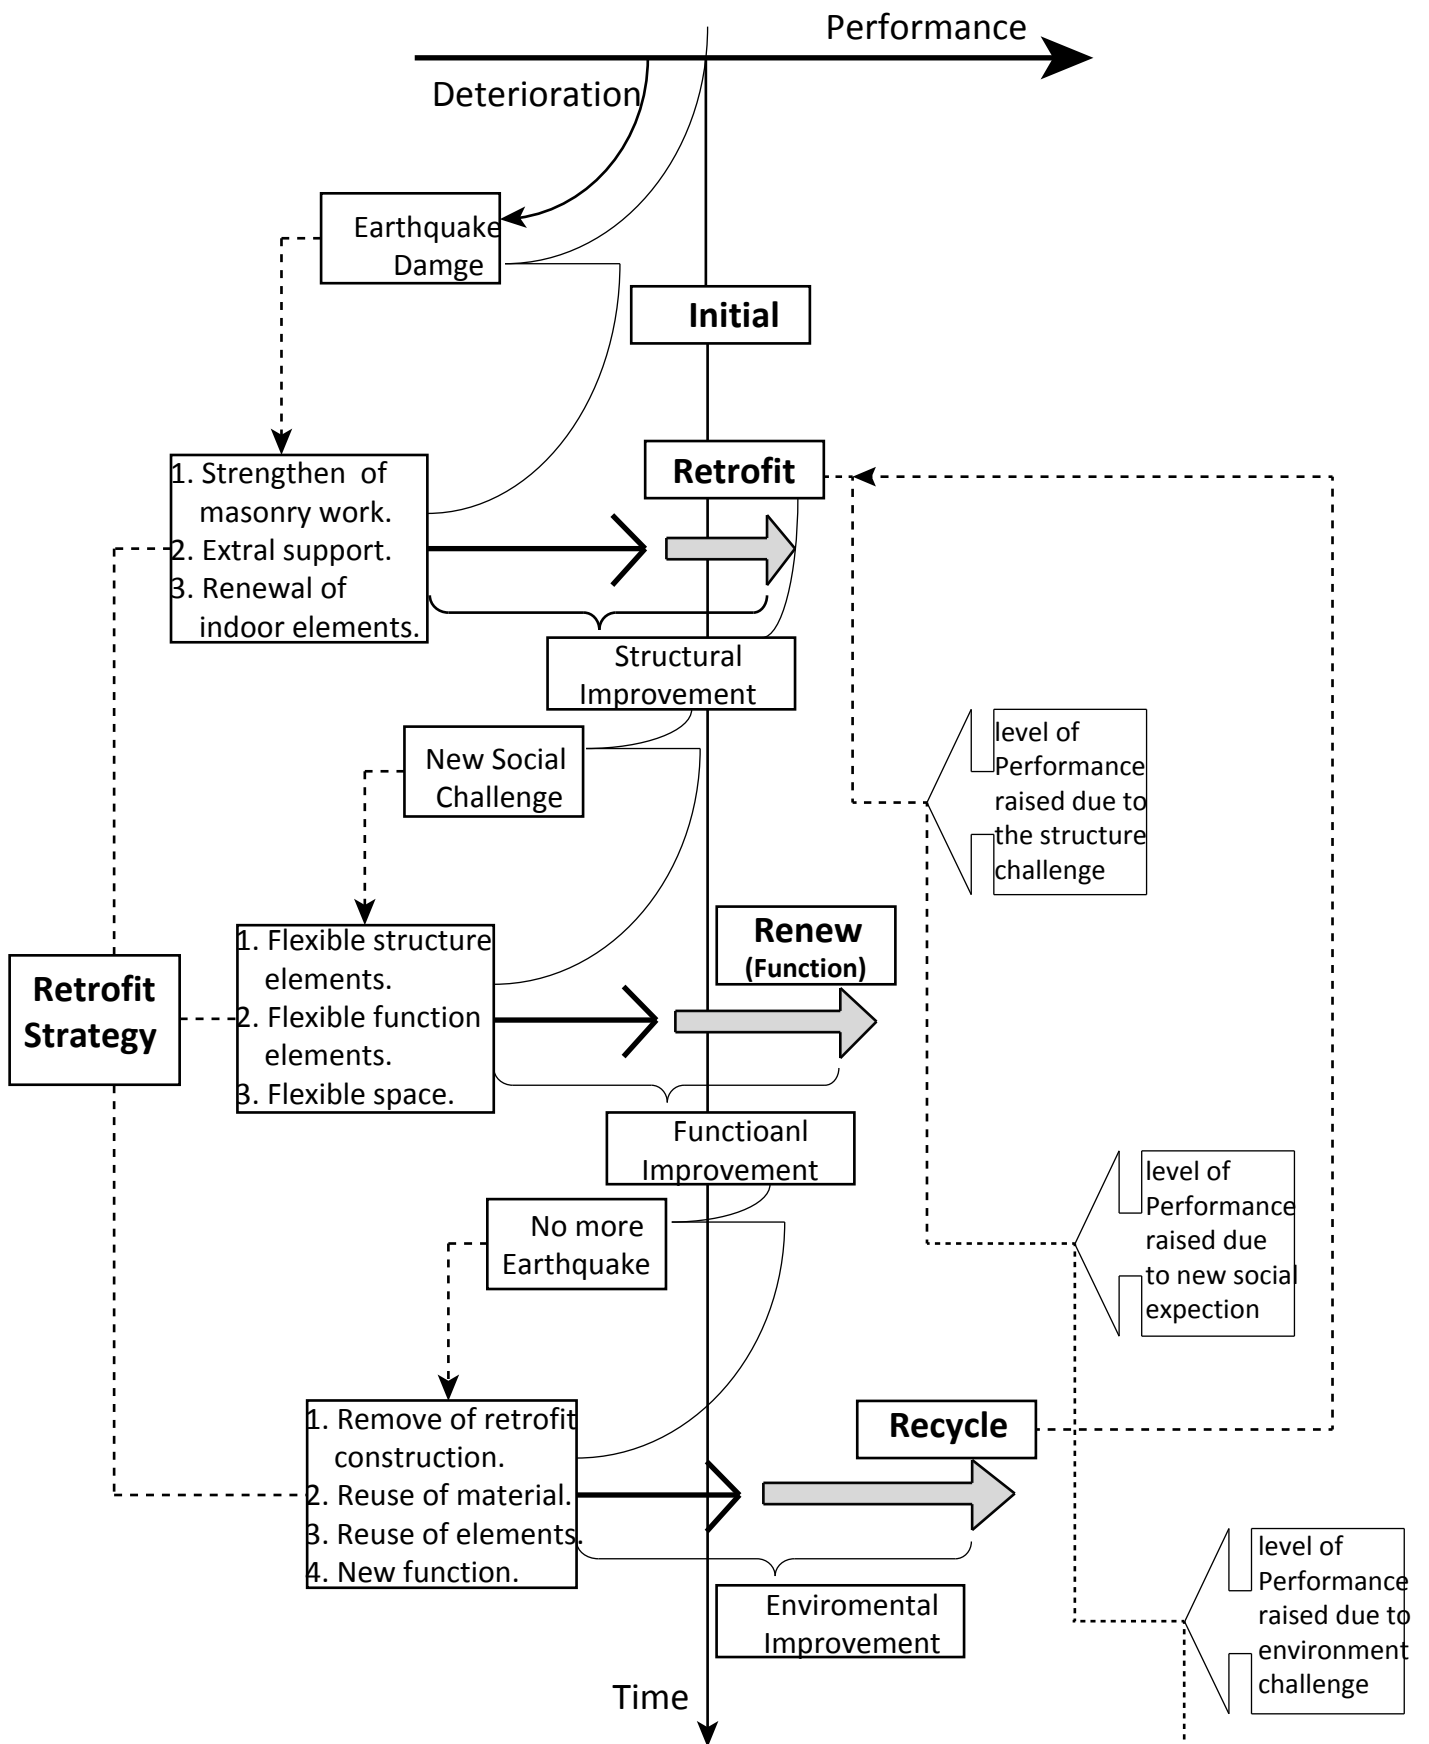 Performance
Deterioration
Earthquake
Damge
Initial
Retrofit
1. Strengthen of
masonry work.
2. Extral support.
3. Renewal of
indoor elements.
Structural
Improvement
New Social
Challenge
level of
Performance
raised due to
the structure
challenge
Renew
(Function)
1. Flexible structure
elements.
2. Flexible function
elements.
3. Flexible space.
Retrofit
Strategy
Functioanl
Improvement
level of
Performance
raised due
to new social
expection
No more
Earthquake
Recycle
1. Remove of retrofit
construction.
2. Reuse of material.
3. Reuse of elements.
4. New function.
level of
Performance
raised due to
environment
challenge
Enviromental
Improvement
Time